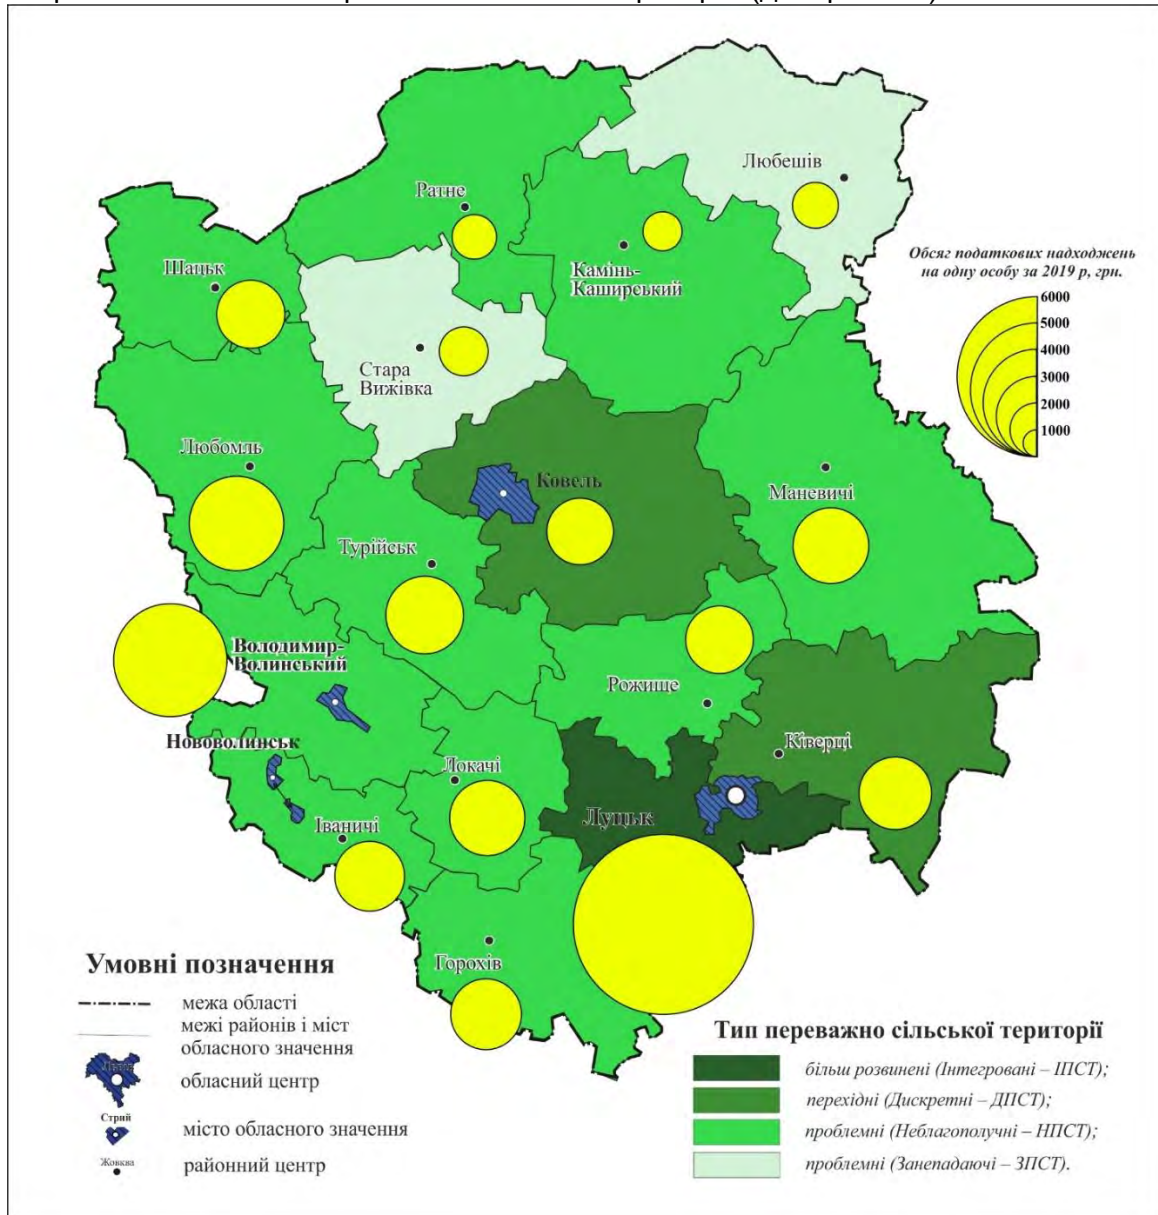 Любешів
Ратне
Камінь-
Каширський
Шацьк
Обсяг податкових надходжень
на одну особу за 2019 р, грн.
6000
5000
4000
3000
2000
1000
Стара
Вижівка
Любомль
Ковель
Маневичі
Турійськ
Володимир-
Волинський
Рожище
Нововолинськ
Ківерці
Локачі
Луцьк
Іваничі
Горохів
Умовні позначення
межа області
межі районів і міст
обласного значення
обласний центр
Стрий
місто обласного значення
Жовква
районний центр
Тип переважно сільської території
більш розвинені (Інтегровані – ІПСТ);
перехідні (Дискретні – ДПСТ);
проблемні (Неблагополучні – НПСТ;
проблемні (Занепадаючі – ЗПСТ).